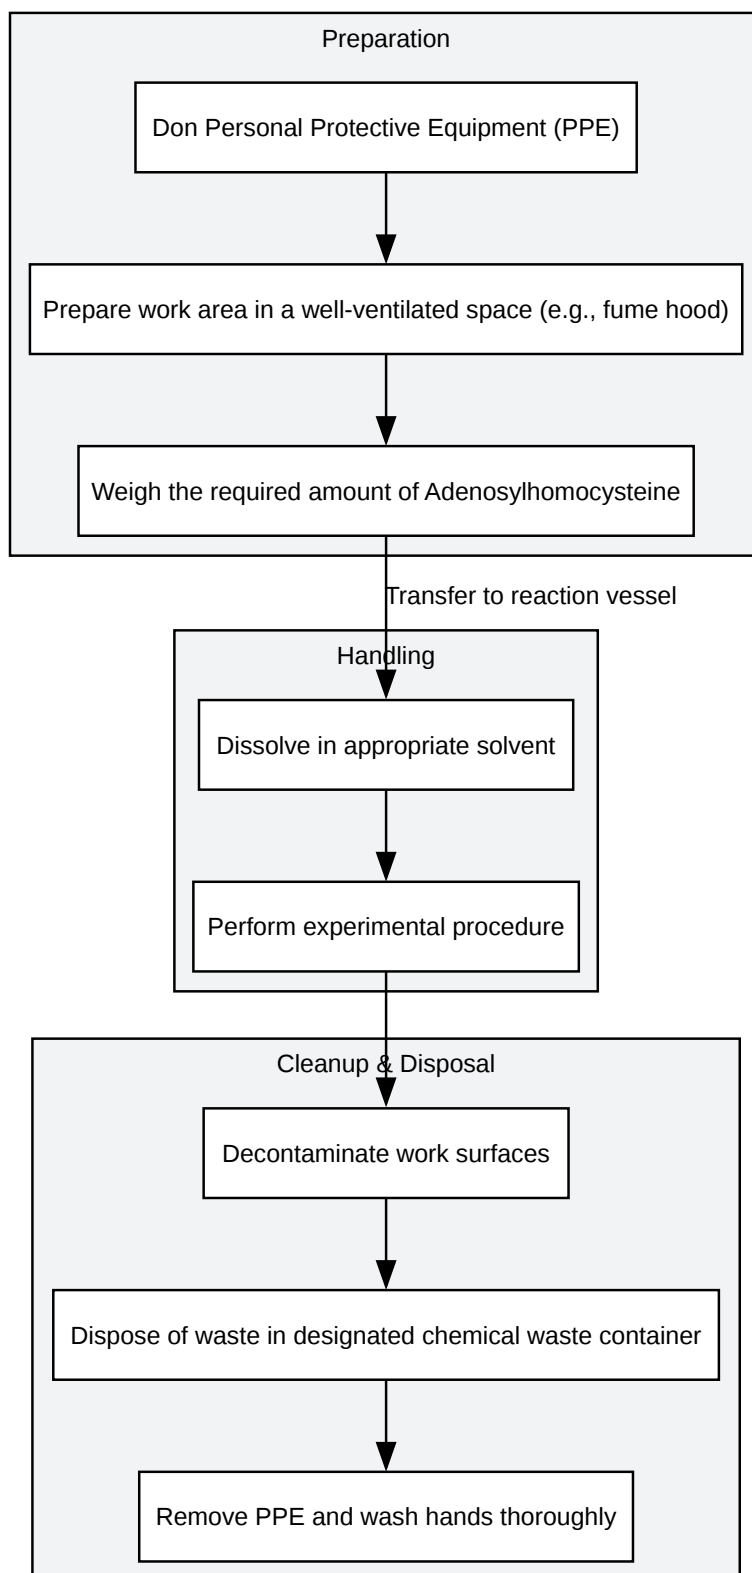 Preparation
Don Personal Protective Equipment (PPE)
Prepare work area in a well-ventilated space (e.g., fume hood)
Weigh the required amount of Adenosylhomocysteine
Transfer to reaction vessel
Handling
Dissolve in appropriate solvent
Perform experimental procedure
Cleanup & Disposal
Decontaminate work surfaces
Dispose of waste in designated chemical waste container
Remove PPE and wash hands thoroughly